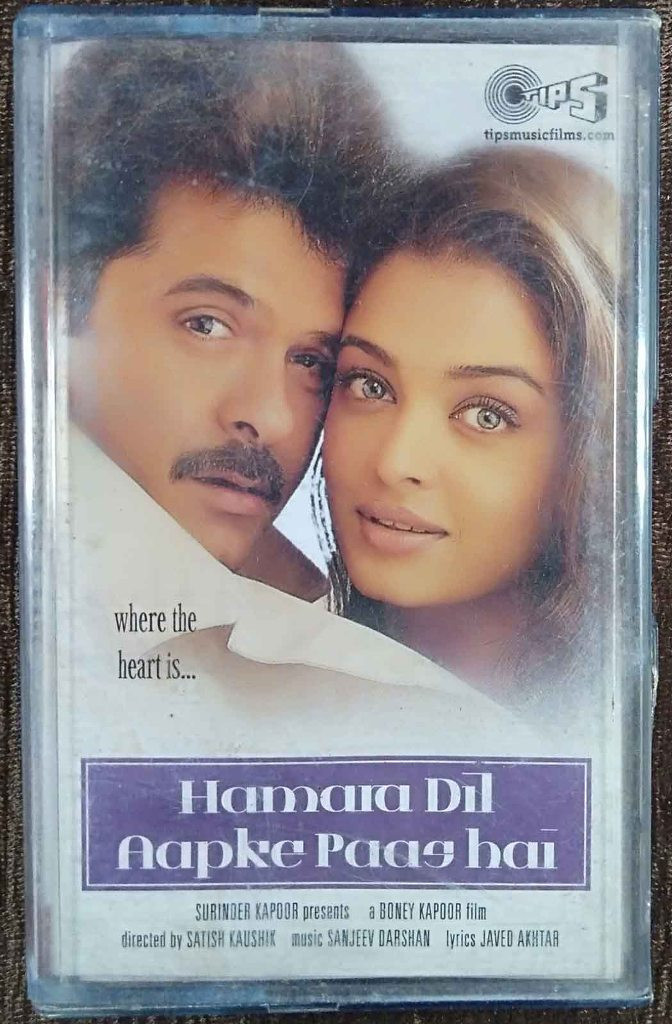 TIPS
tipsmusicfilms.com
where the
heart is...
Hamara Dil
Aapke Paas hai
SURINDER KAPOOR presents a BONEY KAPOOR film
directed by SATISH KAUSHIK music SANJEEV DARSHAN lyrics JAVED AKHTAR